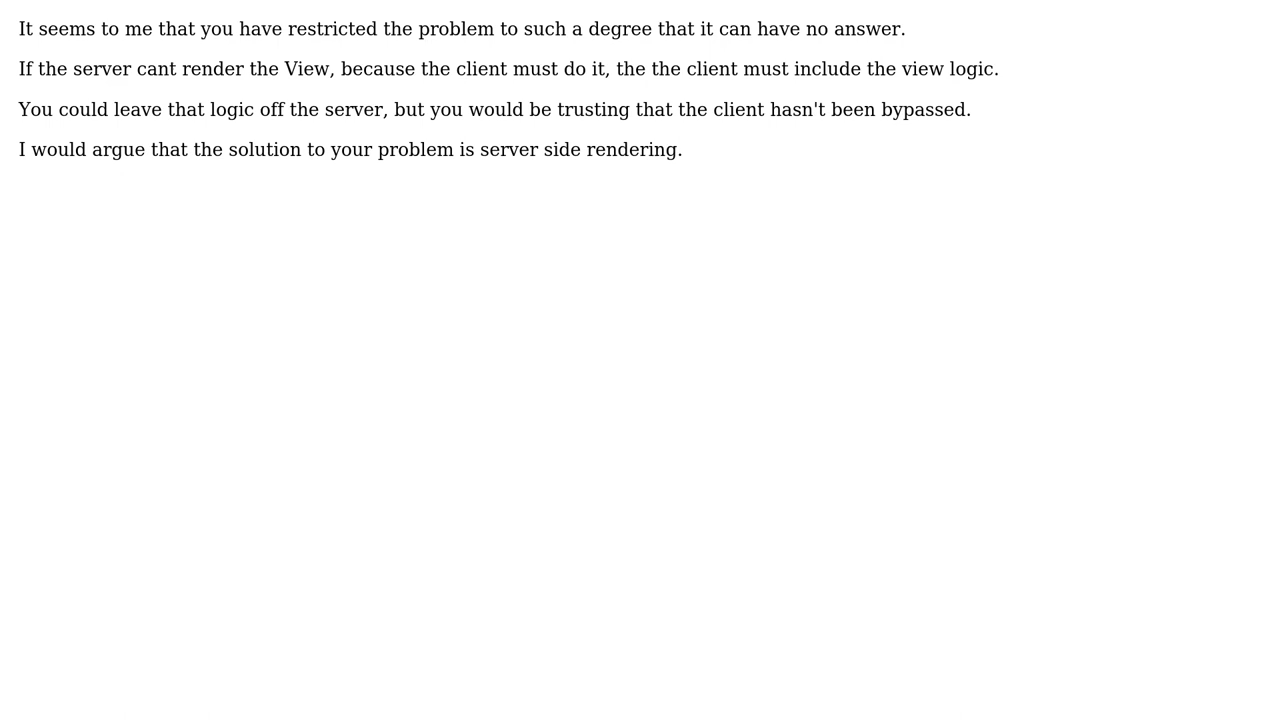 It seems to me that you have restricted the problem to such a degree that it can have no answer.
If the server cant render the View, because the client must do it, the the client must include the view logic.
You could leave that logic off the server, but you would be trusting that the client hasn't been bypassed.
I would argue that the solution to your problem is server side rendering.